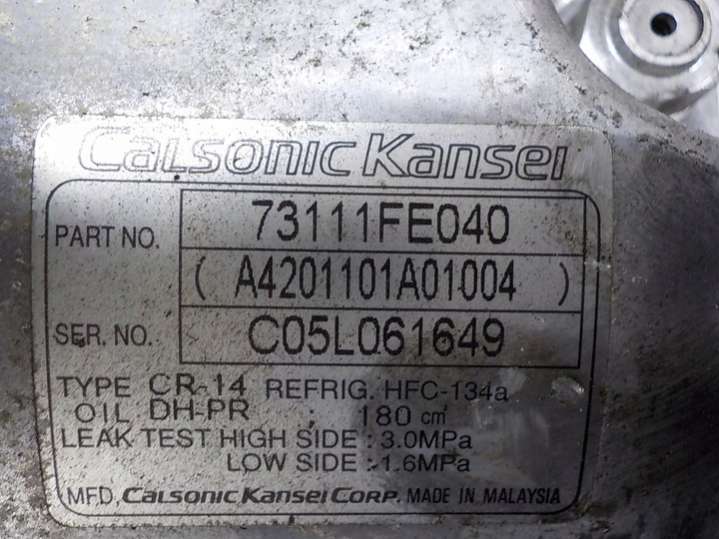 Calsonic Kansei
PART NO. 73111FE040
( A4201101A01004 )
SER. NO. C05L061649
TYPE CR-14 REFRIG. HFC-134a
OIL DH-PR : 180 cm³
LEAK TEST HIGH SIDE : 3.0MPa
LOW SIDE : 1.6MPa
MFD. Calsonic Kansei CORP. MADE IN MALAYSIA